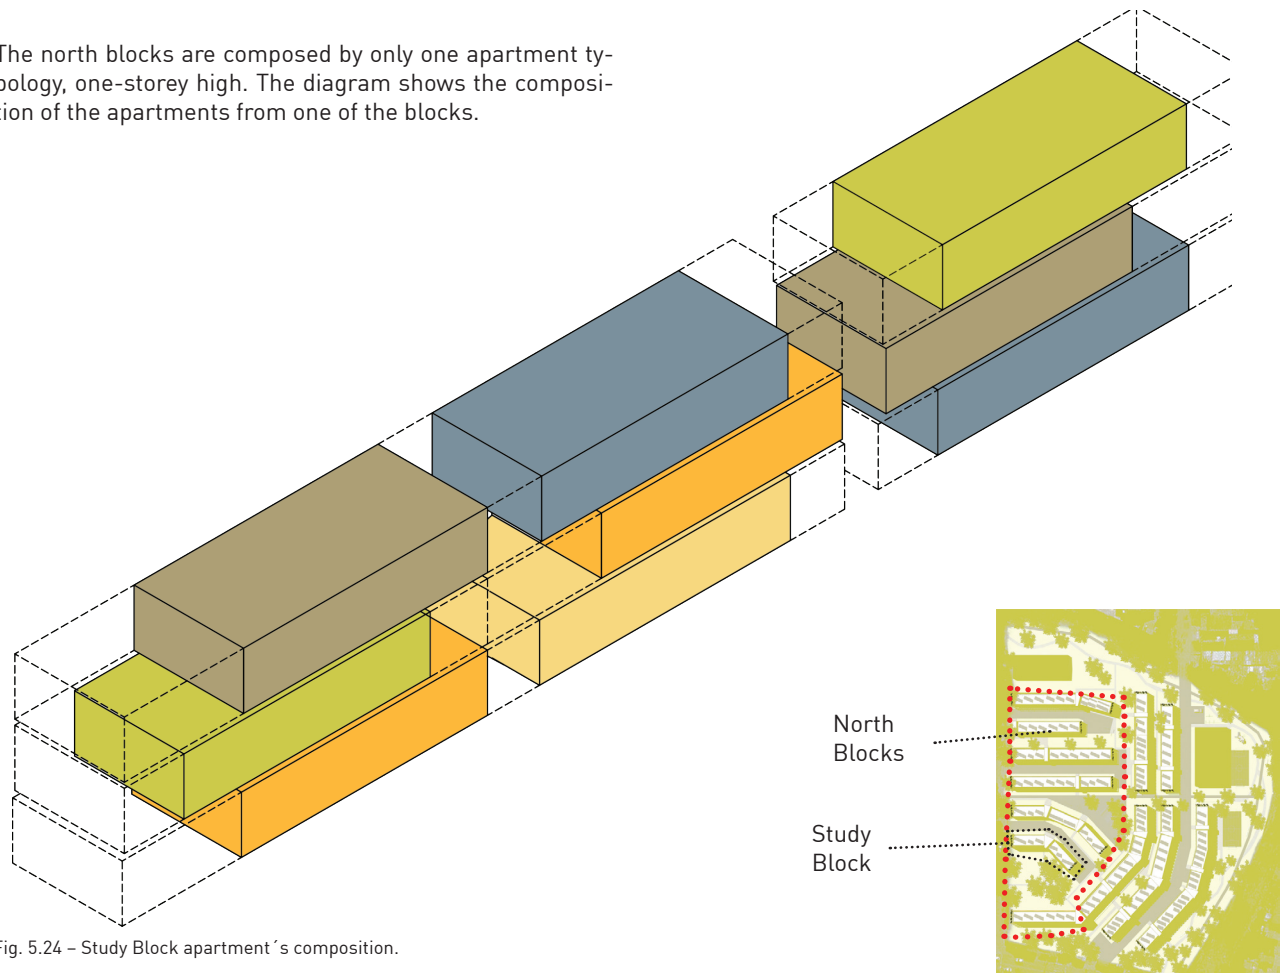 The north blocks are composed by only one apartment ty-
pology, one-storey high. The diagram shows the composi-
tion of the apartments from one of the blocks.
North
Blocks
Study
Block
Fig. 5.24 – Study Block apartment´s composition.